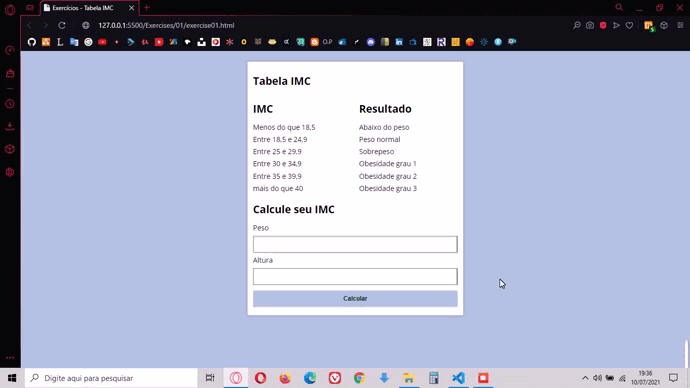 Exercícios - Tabela IMC
127.0.0.1:5500/Exercises/01/exercise01.html
O.P
Tabela IMC
IMC Resultado
Menos do que 18,5 Abaixo do peso
Entre 18,5 e 24,9 Peso normal
Entre 25 e 29,9 Sobrepeso
Entre 30 e 34,9 Obesidade grau 1
Entre 35 e 39,9 Obesidade grau 2
mais do que 40 Obesidade grau 3
Calcule seu IMC
Peso
Altura
Calcular
Digite aqui para pesquisar
19:36
10/07/2021